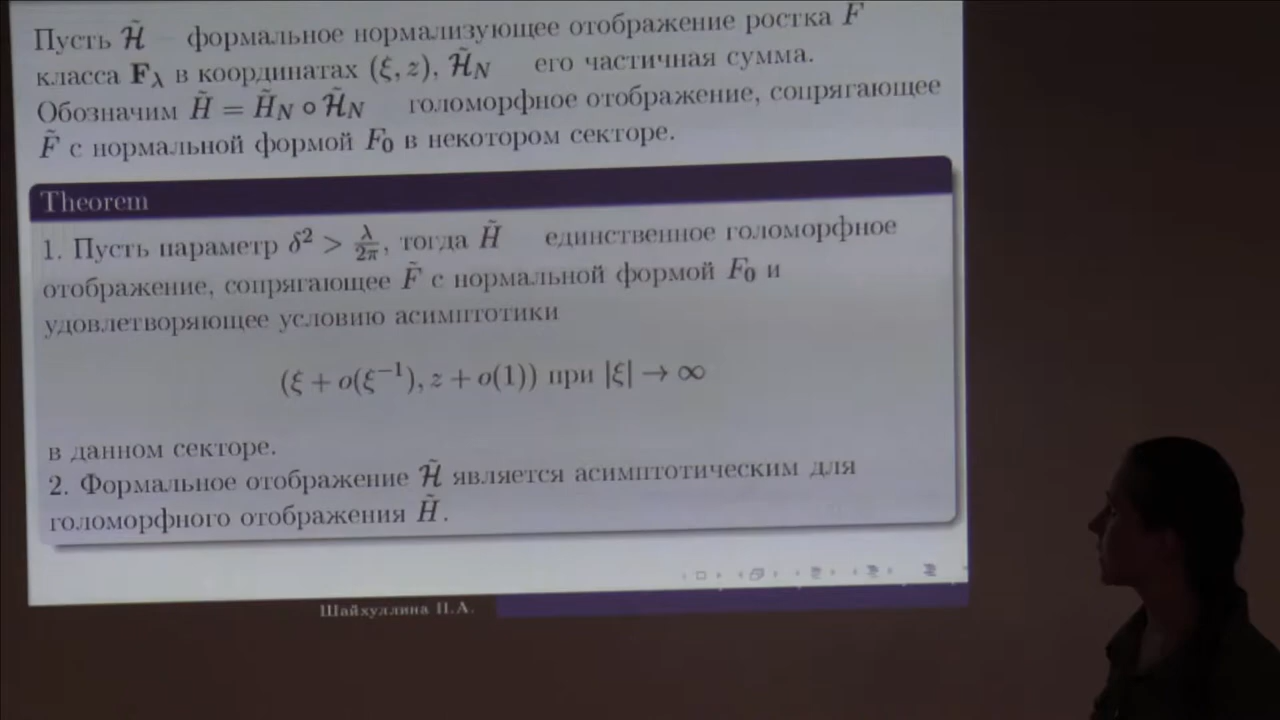 Пусть $\tilde{\mathcal{H}}$ формальное нормализующее отображение ростка $F$
класса $\mathbf{F}_\lambda$ в координатах $(\xi, z)$, $\tilde{\mathcal{H}}_N$ его частичная сумма.
Обозначим $\tilde{H} = \tilde{H}_N \circ \tilde{\mathcal{H}}_N$ голоморфное отображение, сопрягающее
$\tilde{F}$ с нормальной формой $F_0$ в некотором секторе.
Theorem
1. Пусть параметр $\delta^2 > \frac{\lambda}{2\pi}$, тогда $\tilde{H}$ единственное голоморфное
отображение, сопрягающее $\tilde{F}$ с нормальной формой $F_0$ и
удовлетворяющее условию асимптотики
$(\xi + o(\xi^{-1}), z + o(1))$ при $|\xi| \to \infty$
в данном секторе.
2. Формальное отображение $\tilde{\mathcal{H}}$ является асимптотическим для
голоморфного отображения $\tilde{H}$.
Шайхуллина П.А.